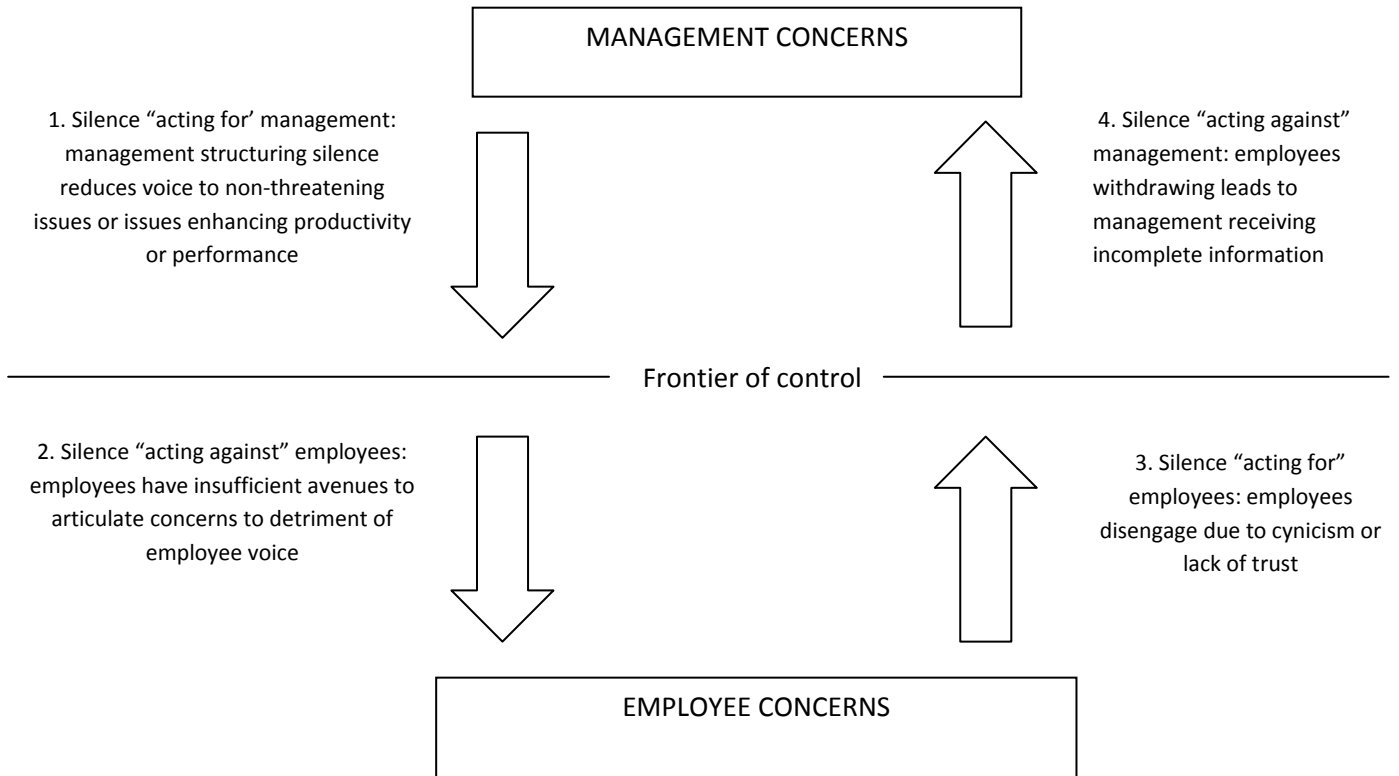 MANAGEMENT CONCERNS
1. Silence “acting for’ management:
management structuring silence
reduces voice to non-threatening
issues or issues enhancing productivity
or performance
4. Silence “acting against”
management: employees
withdrawing leads to
management receiving
incomplete information
Frontier of control
2. Silence “acting against” employees:
employees have insufficient avenues to
articulate concerns to detriment of
employee voice
3. Silence “acting for”
employees: employees
disengage due to cynicism or
lack of trust
EMPLOYEE CONCERNS